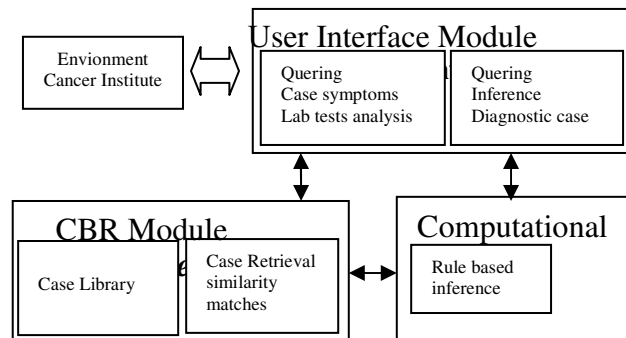 User Interface Module
Envionment
Cancer Institute
Quering
Case symptoms
Lab tests analysis
Quering
Inference
Diagnostic case
CBR Module
Case Library
Case Retrieval
similarity
matches
Computational
Rule based
inference